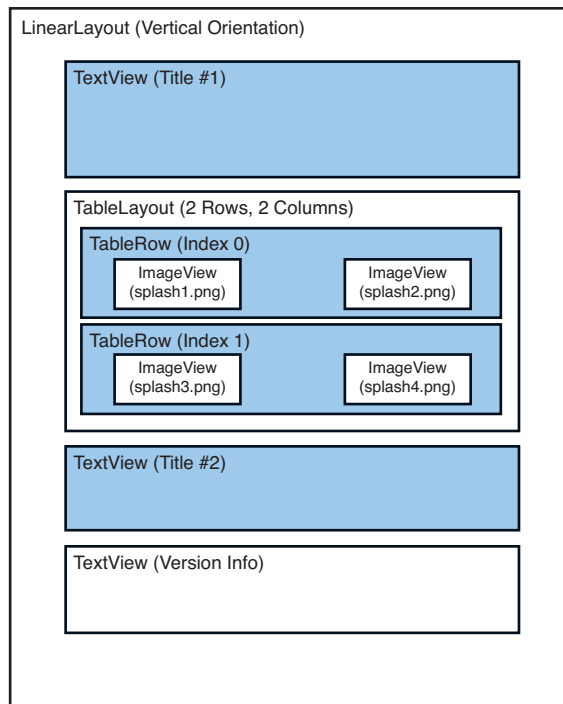 LinearLayout (Vertical Orientation)
TextView (Title #1)
TableLayout (2 Rows, 2 Columns)
TableRow (Index 0)
ImageView
(splash1.png)
ImageView
(splash2.png)
TableRow (Index 1)
ImageView
(splash3.png)
ImageView
(splash4.png)
TextView (Title #2)
TextView (Version Info)